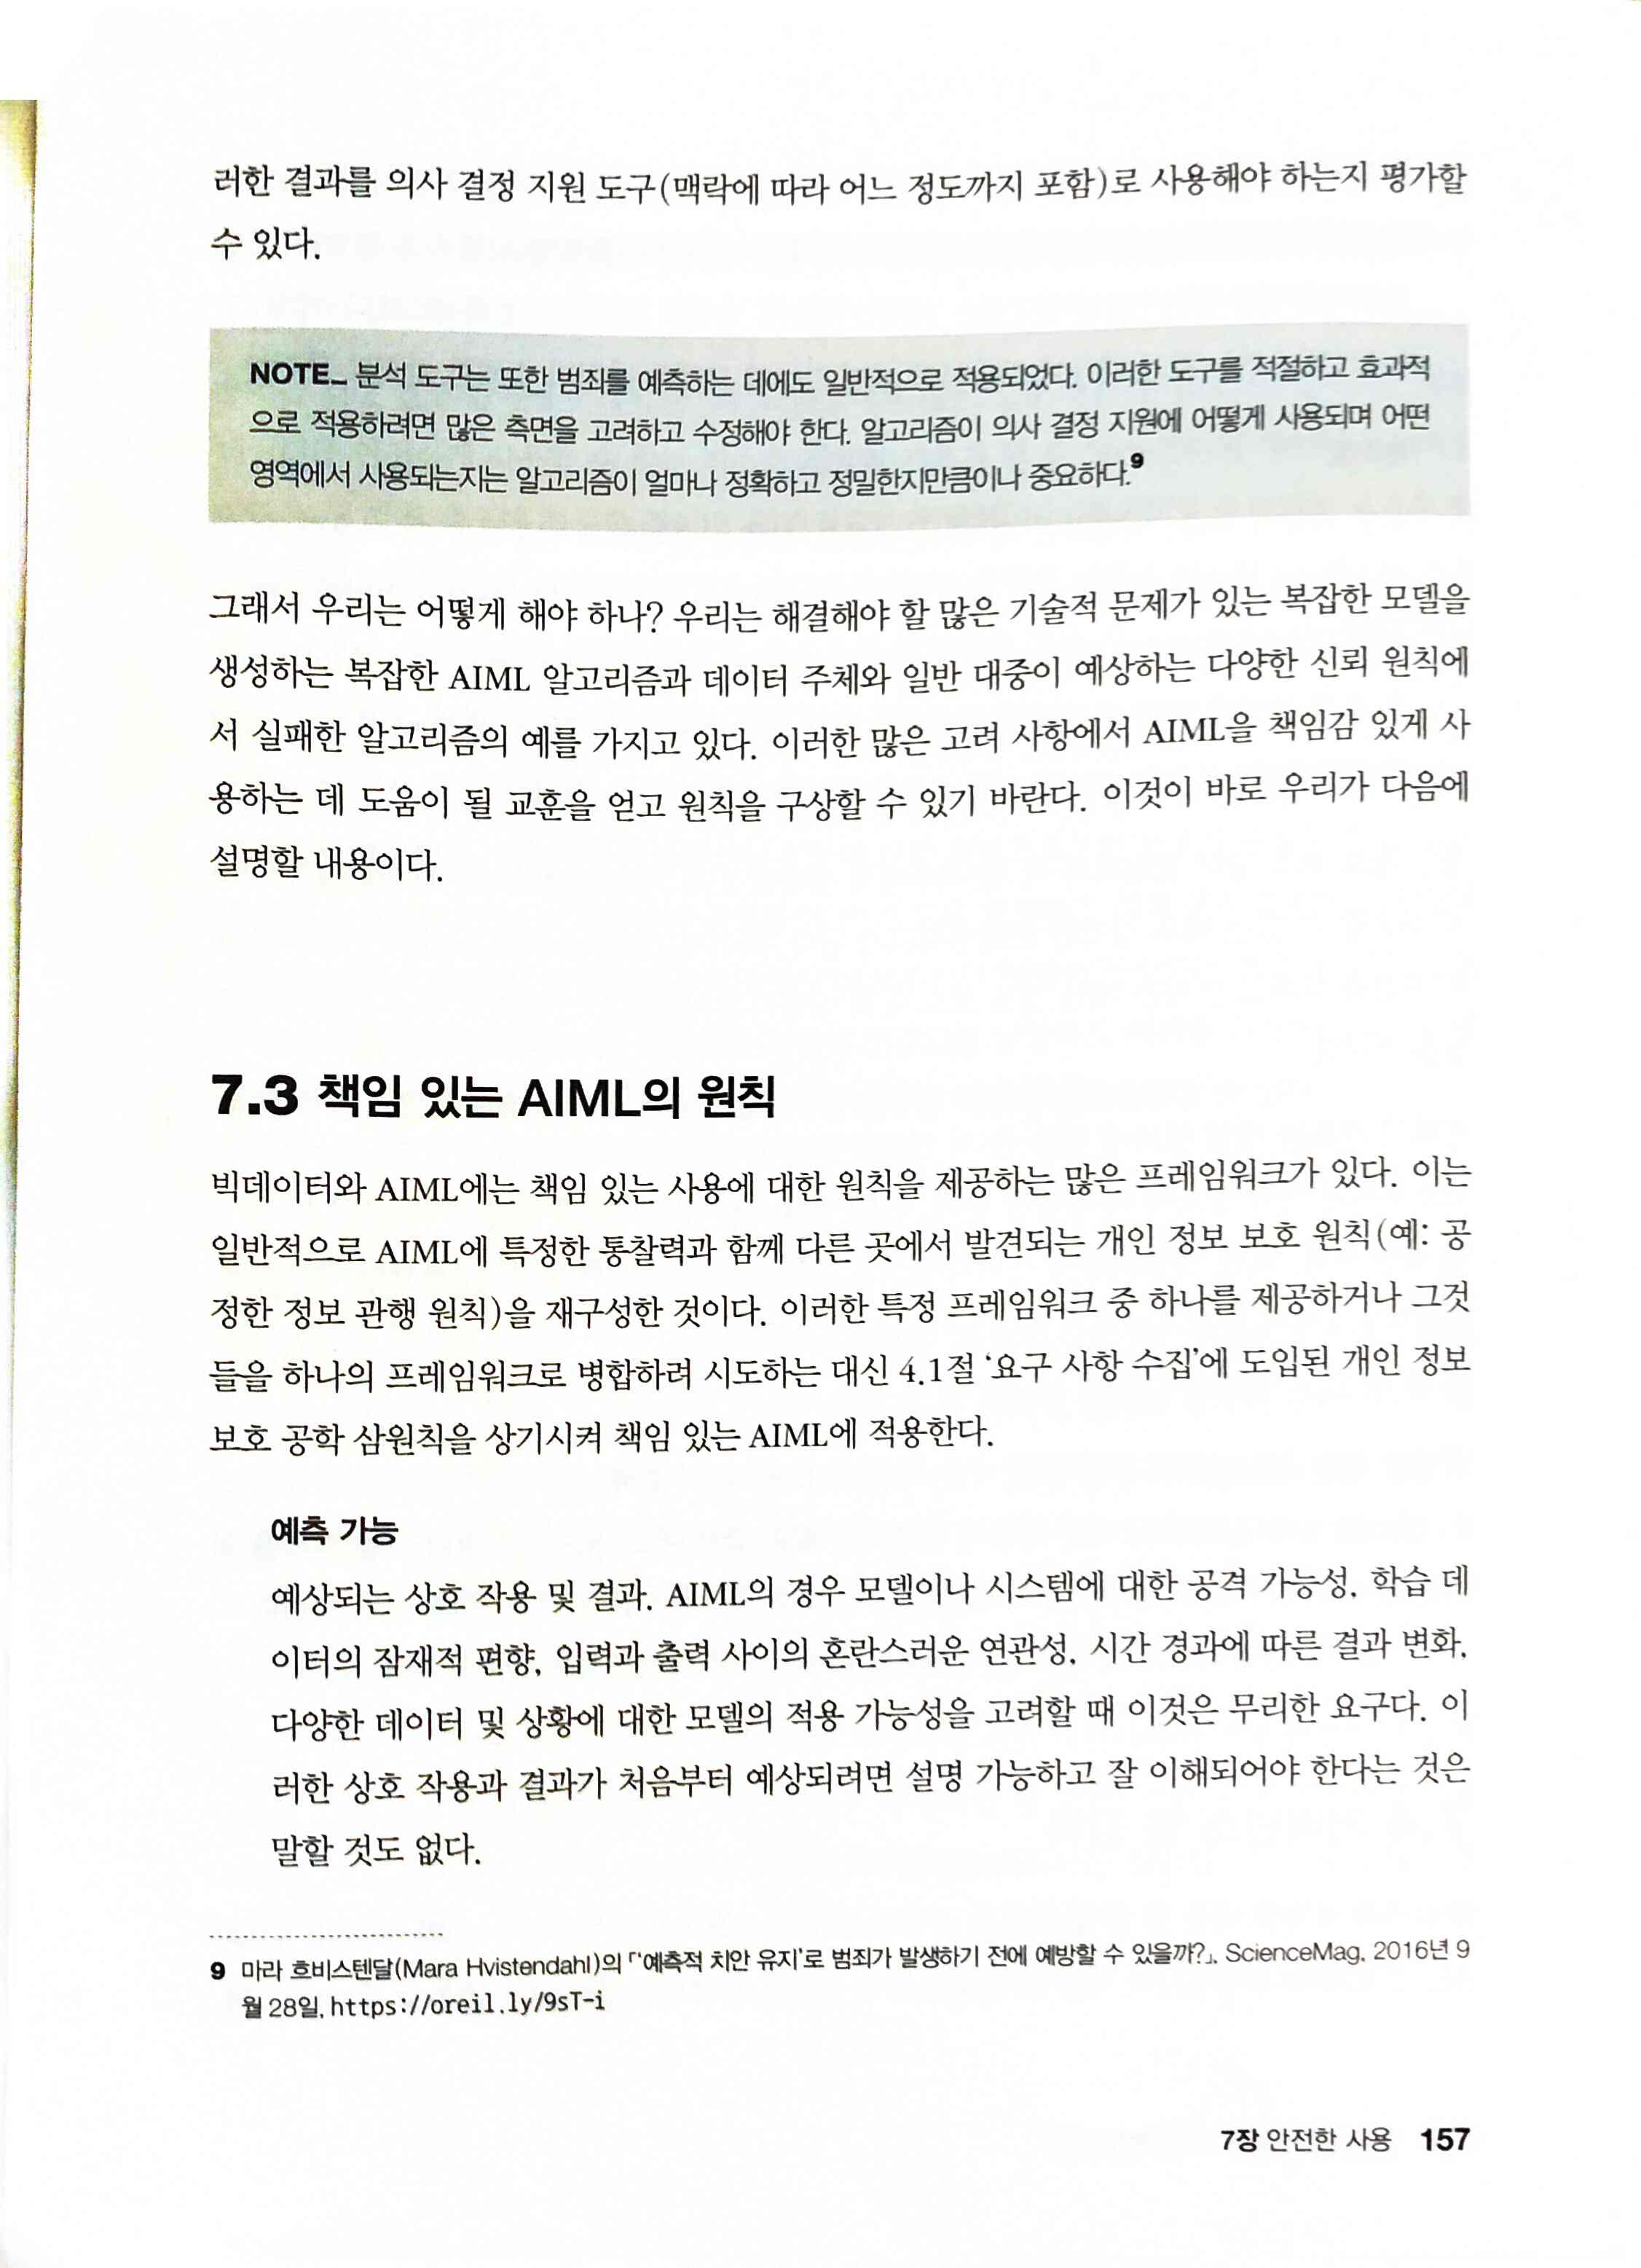 러한 결과를 의사 결정 지원 도구(맥락에 따라 어느 정도까지 포함)로 사용해야 하는지 평가할
수 있다.
NOTE_ 분석 도구는 또한 범죄를 예측하는 데에도 일반적으로 적용되었다. 이러한 도구를 적절하고 효과적
으로 적용하려면 많은 측면을 고려하고 수정해야 한다. 알고리즘이 의사 결정 지원에 어떻게 사용되며 어떤
영역에서 사용되는지는 알고리즘이 얼마나 정확하고 정밀한지만큼이나 중요하다.9
그래서 우리는 어떻게 해야 하나? 우리는 해결해야 할 많은 기술적 문제가 있는 복잡한 모델을
생성하는 복잡한 AIML 알고리즘과 데이터 주체와 일반 대중이 예상하는 다양한 신뢰 원칙에
서 실패한 알고리즘의 예를 가지고 있다. 이러한 많은 고려 사항에서 AIML을 책임감 있게 사
용하는 데 도움이 될 교훈을 얻고 원칙을 구상할 수 있기 바란다. 이것이 바로 우리가 다음에
설명할 내용이다.
7.3 책임 있는 AIML의 원칙
빅데이터와 AIML에는 책임 있는 사용에 대한 원칙을 제공하는 많은 프레임워크가 있다. 이는
일반적으로 AIML에 특정한 통찰력과 함께 다른 곳에서 발견되는 개인 정보 보호 원칙(예: 공
정한 정보 관행 원칙)을 재구성한 것이다. 이러한 특정 프레임워크 중 하나를 제공하거나 그것
들을 하나의 프레임워크로 병합하려 시도하는 대신 4.1절 ‘요구 사항 수집’에 도입된 개인 정보
보호 공학 삼원칙을 상기시켜 책임 있는 AIML에 적용한다.
예측 가능
예상되는 상호 작용 및 결과. AIML의 경우 모델이나 시스템에 대한 공격 가능성, 학습 데
이터의 잠재적 편향, 입력과 출력 사이의 혼란스러운 연관성, 시간 경과에 따른 결과 변화,
다양한 데이터 및 상황에 대한 모델의 적용 가능성을 고려할 때 이것은 무리한 요구다. 이
러한 상호 작용과 결과가 처음부터 예상되려면 설명 가능하고 잘 이해되어야 한다는 것은
말할 것도 없다.
9 마라 흐비스텐달(Mara Hvistendahl)의 「‘예측적 치안 유지’로 범죄가 발생하기 전에 예방할 수 있을까?」, ScienceMag, 2016년 9
월 28일, https://oreil.ly/9sT-i
7장 안전한 사용 157